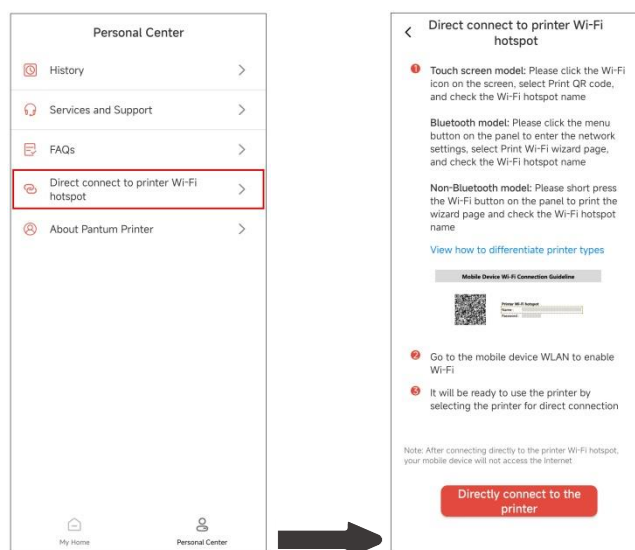 Personal Center
History
Services and Support
FAQs
Direct connect to printer Wi-Fi
hotspot
About Pantum Printer
My Home
Personal Center
Direct connect to printer Wi-Fi
hotspot
1 Touch screen model: Please click the Wi-Fi
icon on the screen, select Print QR code,
and check the Wi-Fi hotspot name
Bluetooth model: Please click the menu
button on the panel to enter the network
settings, select Print Wi-Fi wizard page,
and check the Wi-Fi hotspot name
Non-Bluetooth model: Please short press
the Wi-Fi button on the panel to print the
wizard page and check the Wi-Fi hotspot
name
View how to differentiate printer types
Mobile Device Wi-Fi Connection Guideline
Printer Wi-Fi hotspot
Name:
Password:
2 Go to the mobile device WLAN to enable
Wi-Fi
3 It will be ready to use the printer by
selecting the printer for direct connection
Note: After connecting directly to the printer Wi-Fi hotspot,
your mobile device will not access the Internet
Directly connect to the
printer